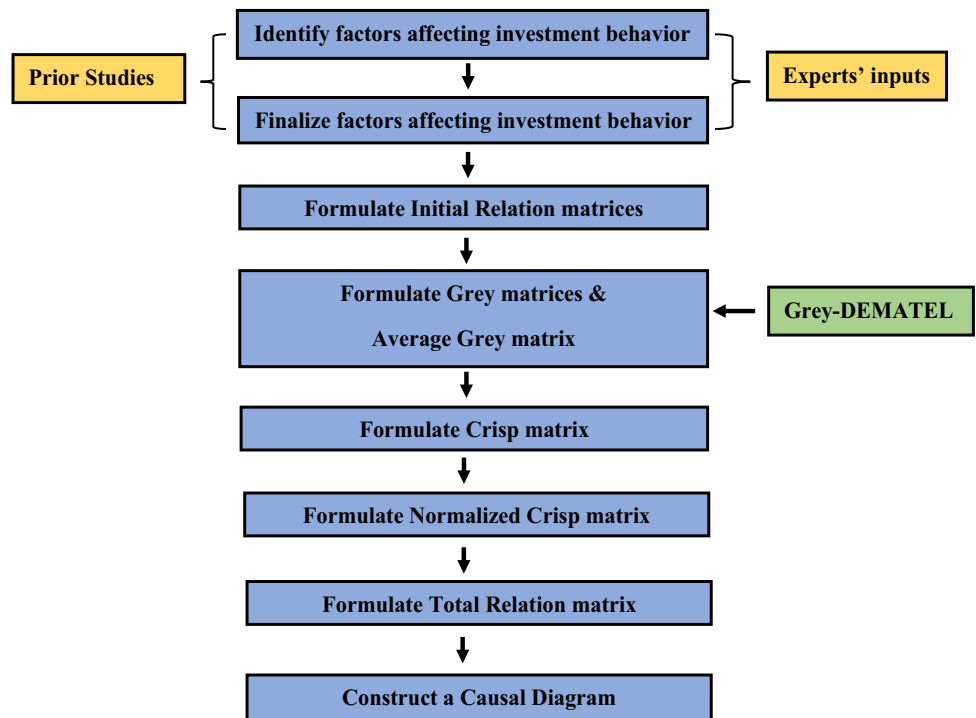 Identify factors affecting investment behavior
Prior Studies
Experts’ inputs
Finalize factors affecting investment behavior
Formulate Initial Relation matrices
Formulate Grey matrices &
Average Grey matrix
Grey-DEMATEL
Formulate Crisp matrix
Formulate Normalized Crisp matrix
Formulate Total Relation matrix
Construct a Causal Diagram